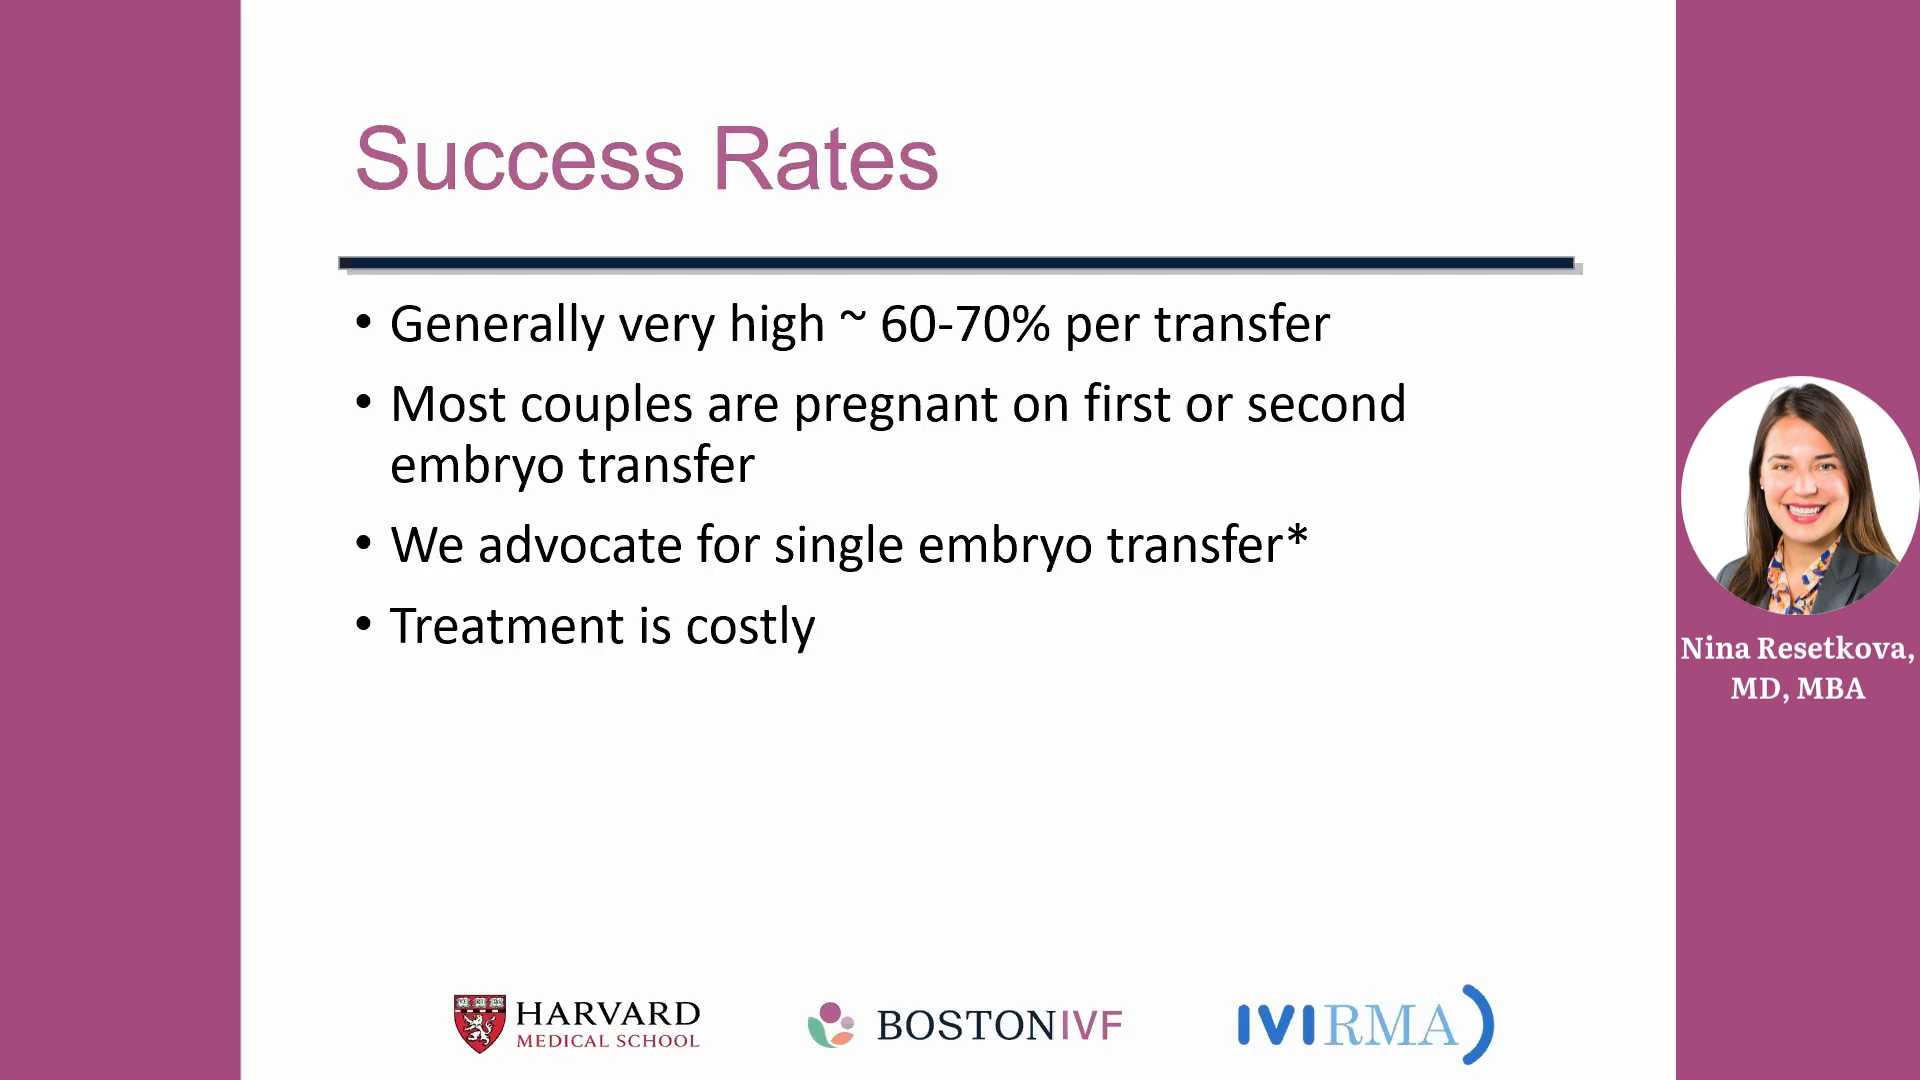 Success Rates
• Generally very high ~ 60-70% per transfer
• Most couples are pregnant on first or second
embryo transfer
• We advocate for single embryo transfer*
• Treatment is costly
Nina Resetkova,
MD, MBA
HARVARD
MEDICAL SCHOOL
BOSTONIVF
IVIRMA